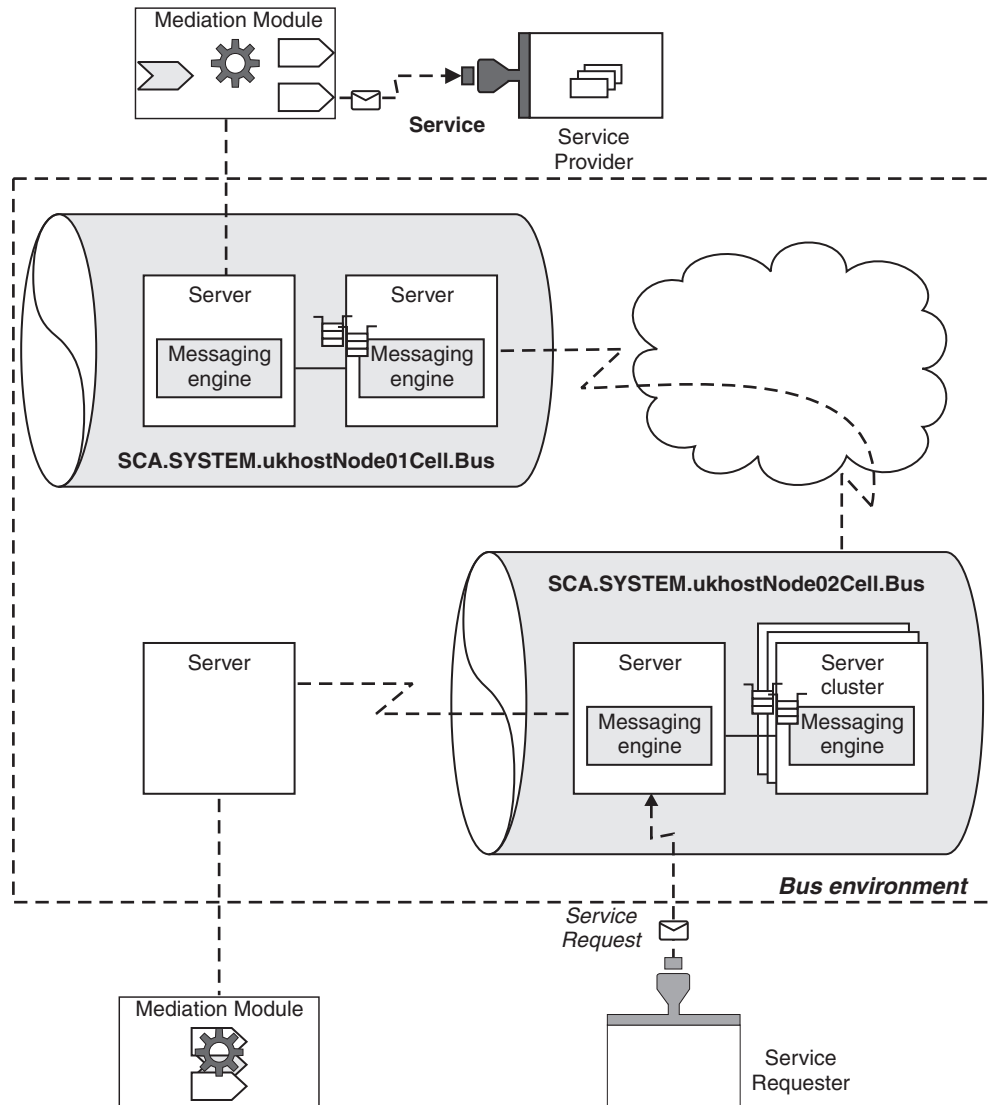 Mediation Module
Service
Service
Provider
Server
Server
Messaging
engine
Messaging
engine
SCA.SYSTEM.ukhostNode01Cell.Bus
SCA.SYSTEM.ukhostNode02Cell.Bus
Server
Server
Server
cluster
Messaging
engine
Messaging
engine
Bus environment
Service
Request
Mediation Module
Service
Requester